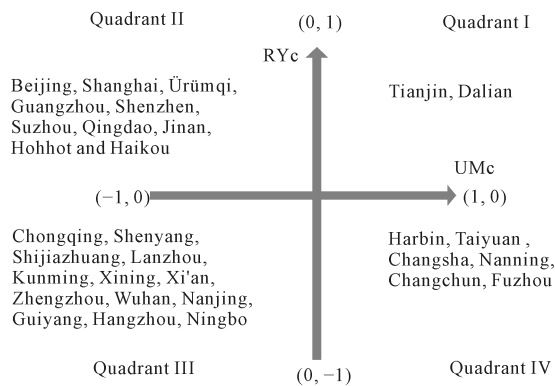 Quadrant II
(0, 1)
Quadrant I
RYc
Beijing, Shanghai, Ürümqi,
Guangzhou, Shenzhen,
Suzhou, Qingdao, Jinan,
Hohhot and Haikou
Tianjin, Dalian
UMc
(−1, 0)
(1, 0)
Chongqing, Shenyang,
Shijiazhuang, Lanzhou,
Kunming, Xining, Xi'an,
Zhengzhou, Wuhan, Nanjing,
Guiyang, Hangzhou, Ningbo
Harbin, Taiyuan ,
Changsha, Nanning,
Changchun, Fuzhou
Quadrant III
(0, −1)
Quadrant IV